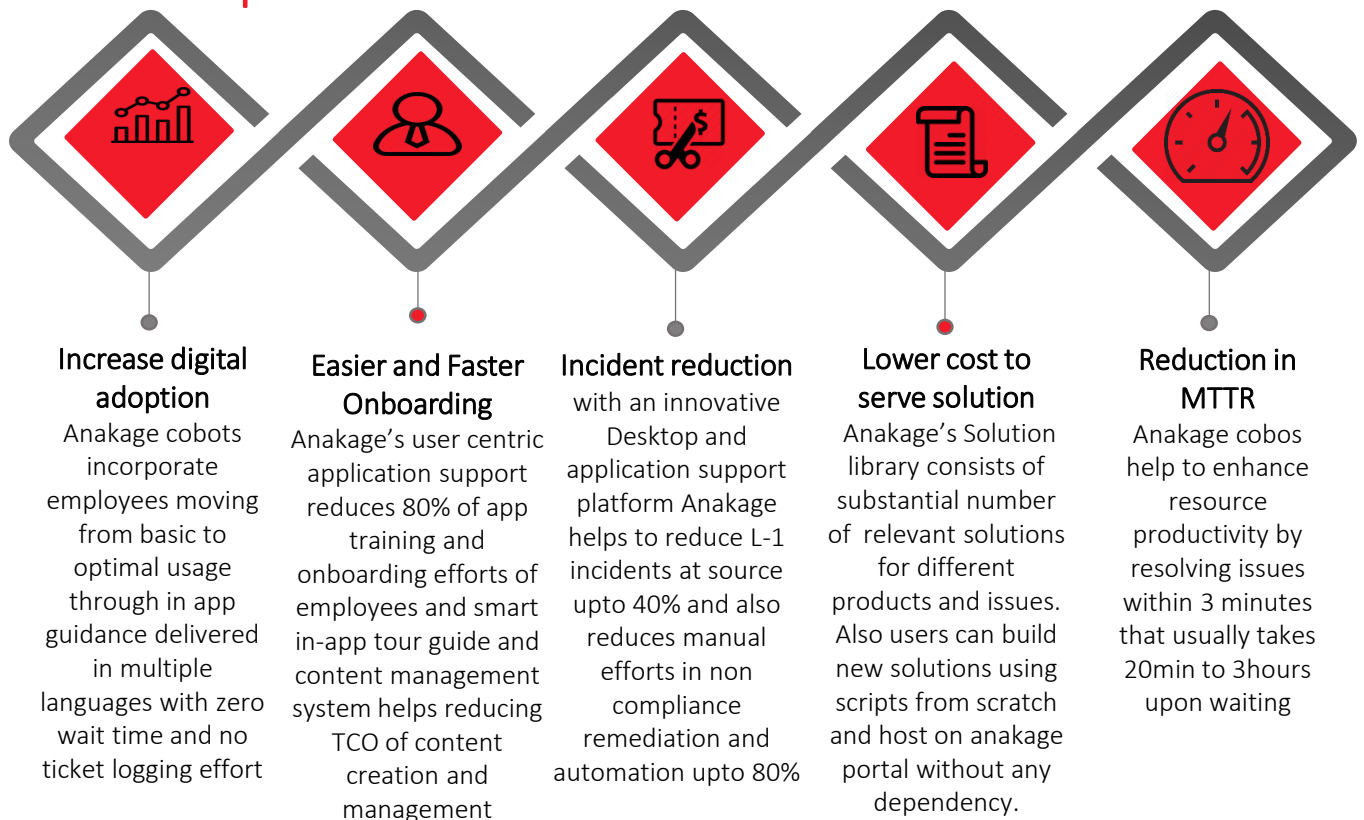 Increase digital
adoption
Anakage cobots
incorporate
employees moving
from basic to
optimal usage
through in app
guidance delivered
in multiple
languages with zero
wait time and no
ticket logging effort
Easier and Faster
Onboarding
Anakage’s user centric
application support
reduces 80% of app
training and
onboarding efforts of
employees and smart
in-app tour guide and
content management
system helps reducing
TCO of content
creation and
management
Incident reduction
with an innovative
Desktop and
application support
platform Anakage
helps to reduce L-1
incidents at source
upto 40% and also
reduces manual
efforts in non
compliance
remediation and
automation upto 80%
Lower cost to
serve solution
Anakage’s Solution
library consists of
substantial number
of relevant solutions
for different
products and issues.
Also users can build
new solutions using
scripts from scratch
and host on anakage
portal without any
dependency.
Reduction in
MTTR
Anakage cobos
help to enhance
resource
productivity by
resolving issues
within 3 minutes
that usually takes
20min to 3hours
upon waiting